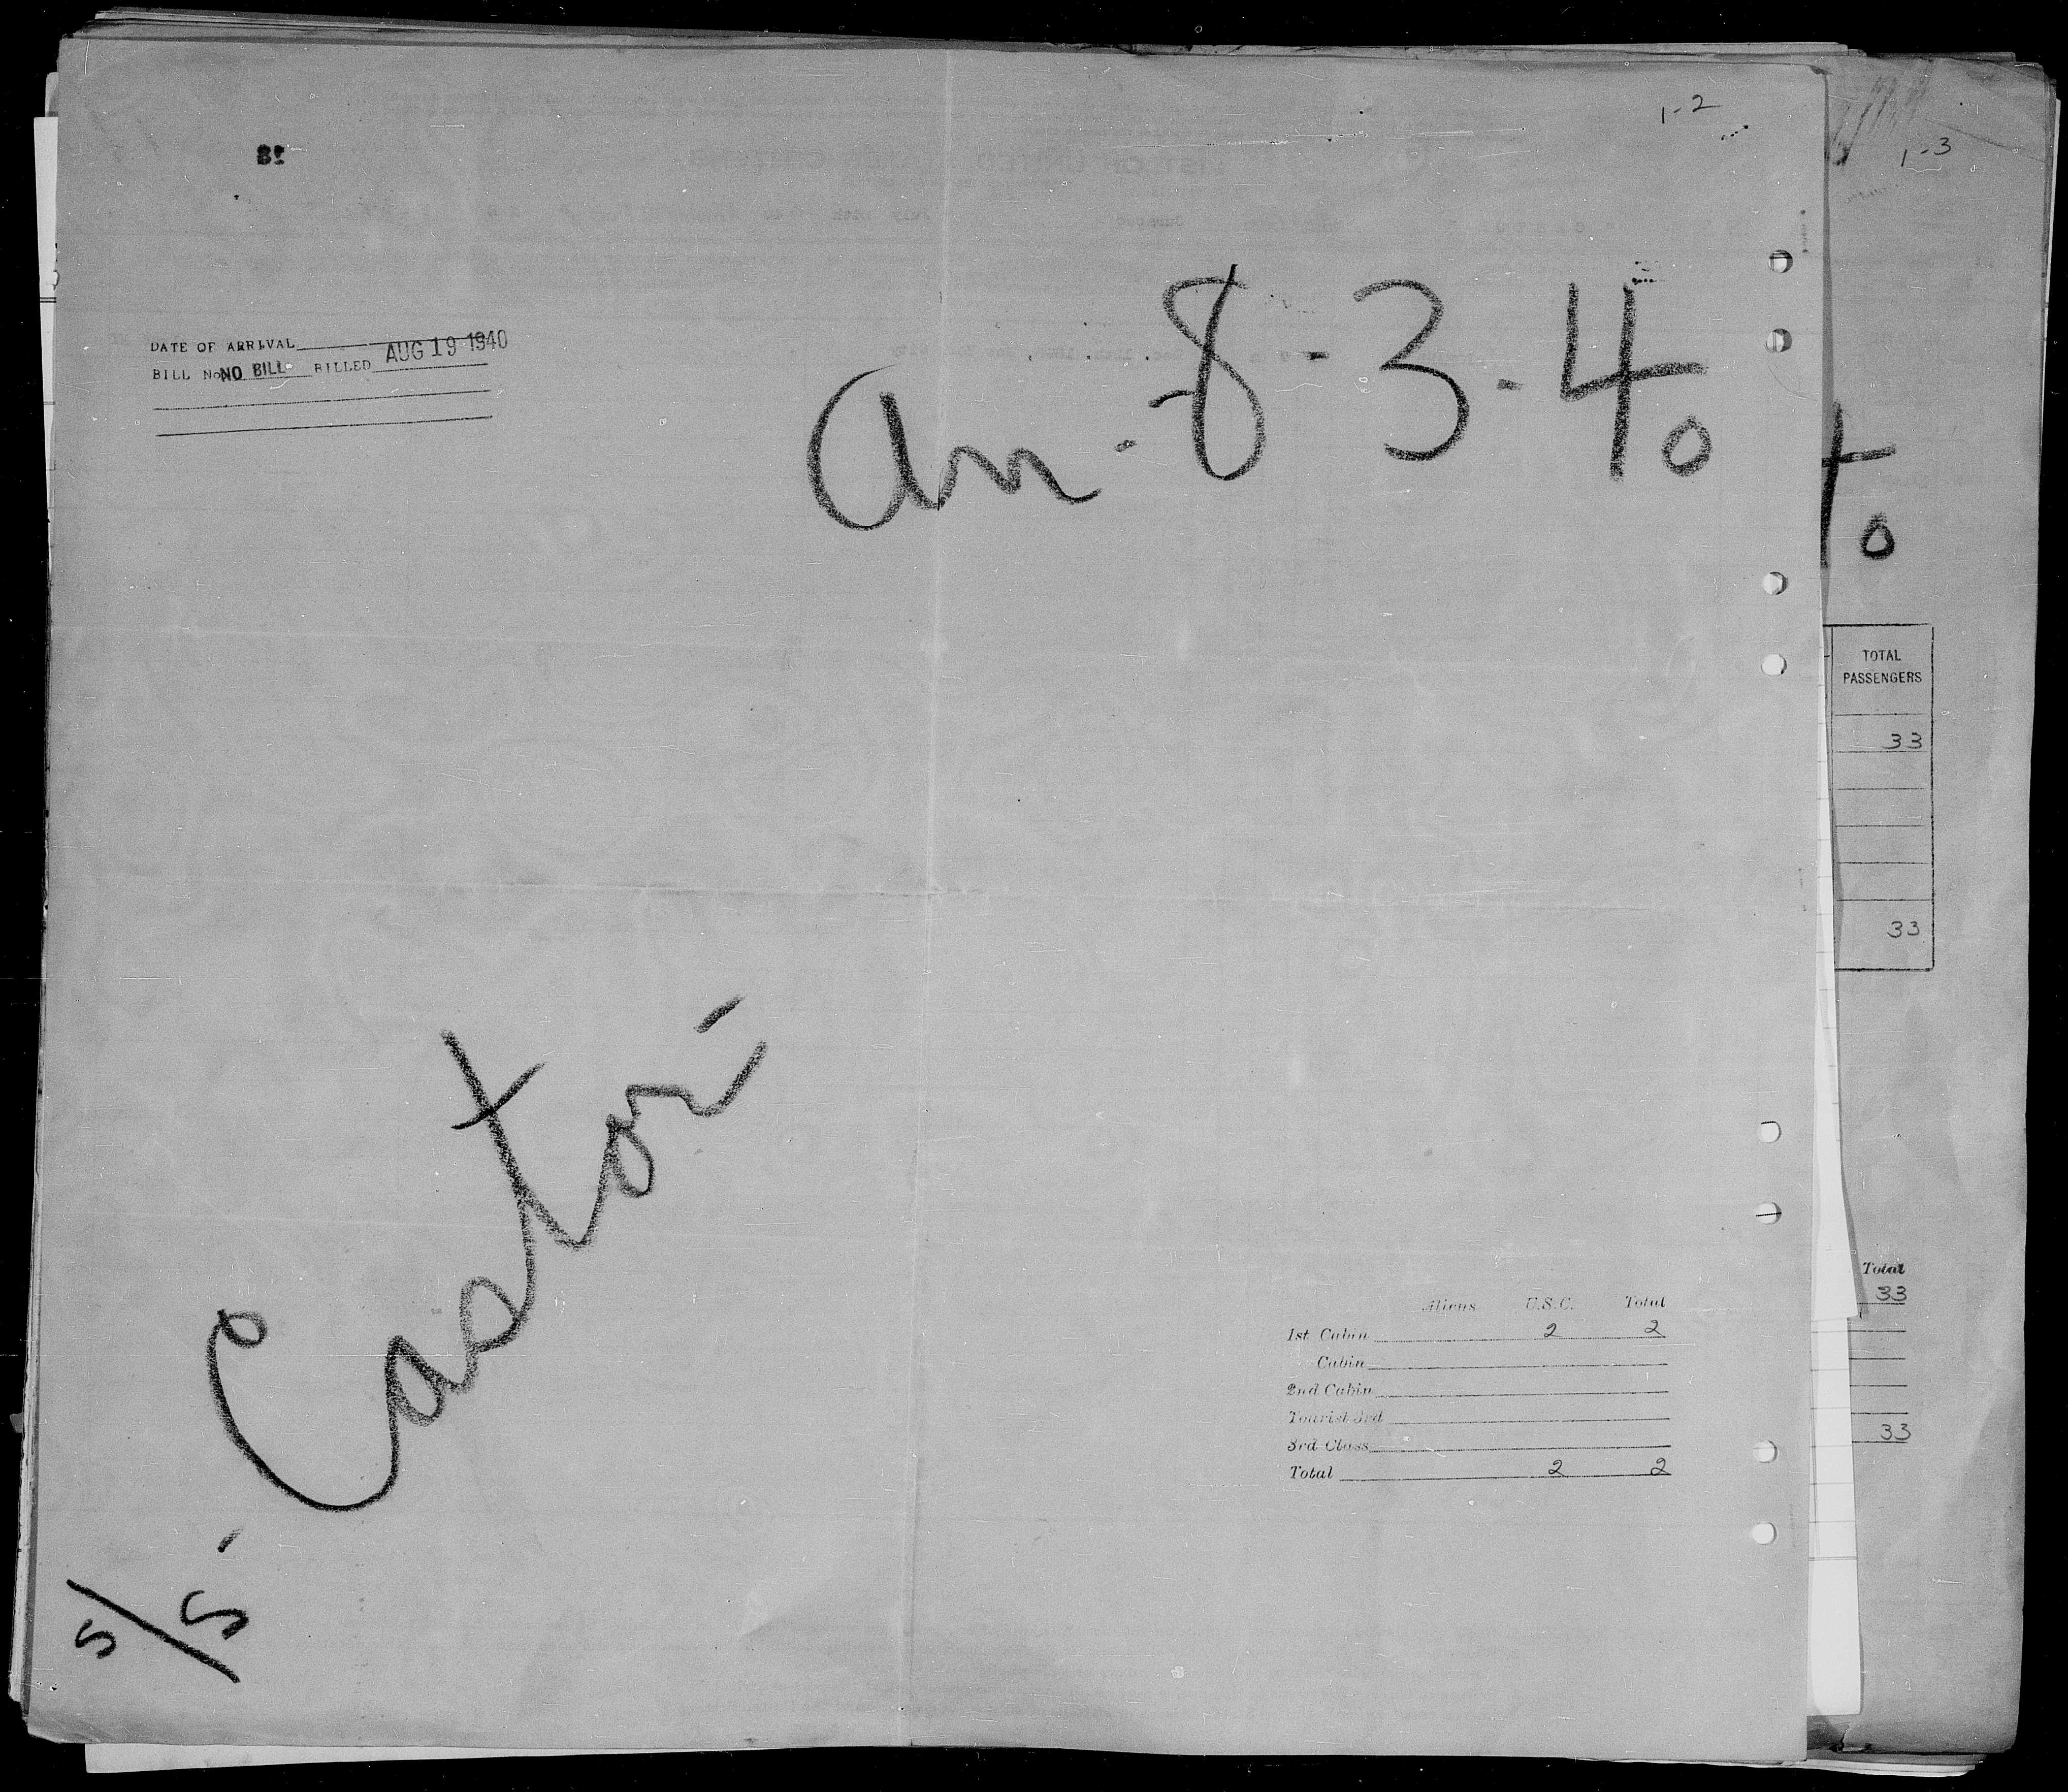 1-2
1-3
DATE OF ARRIVAL
BILL No. NO BILL BILLED AUG 19 1940
Arr - 8-3-40
TOTAL
PASSENGERS
33
33
S/S - Castor -
Aliens U.S.C. Total
1st Cabin 2 2
Cabin
2nd Cabin
Tourist 3rd
3rd Class
Total 2 2
Total
33
33